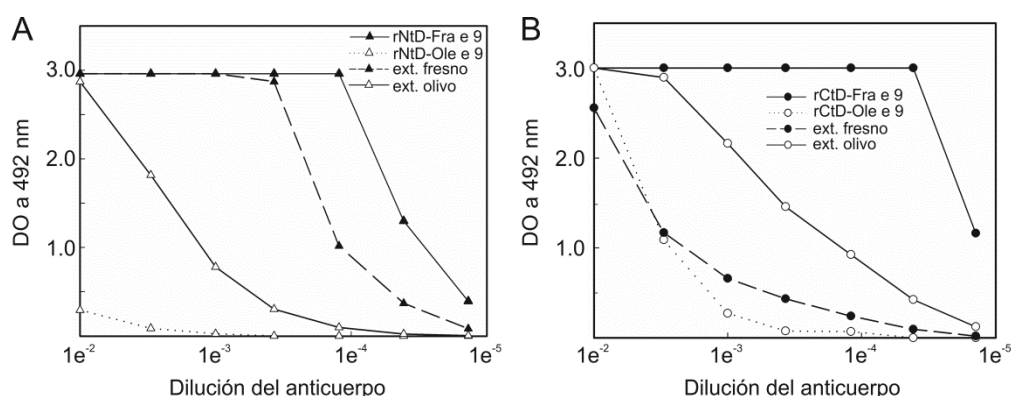 A
rNtD-Fra e 9
rNtD-Ole e 9
ext. fresno
ext. olivo
3.0
2.0
1.0
DO a 492 nm
1e-2
1e-3
1e-4
1e-5
Dilución del anticuerpo
B
rCtD-Fra e 9
rCtD-Ole e 9
ext. fresno
ext. olivo
3.0
2.0
1.0
DO a 492 nm
1e-2
1e-3
1e-4
1e-5
Dilución del anticuerpo